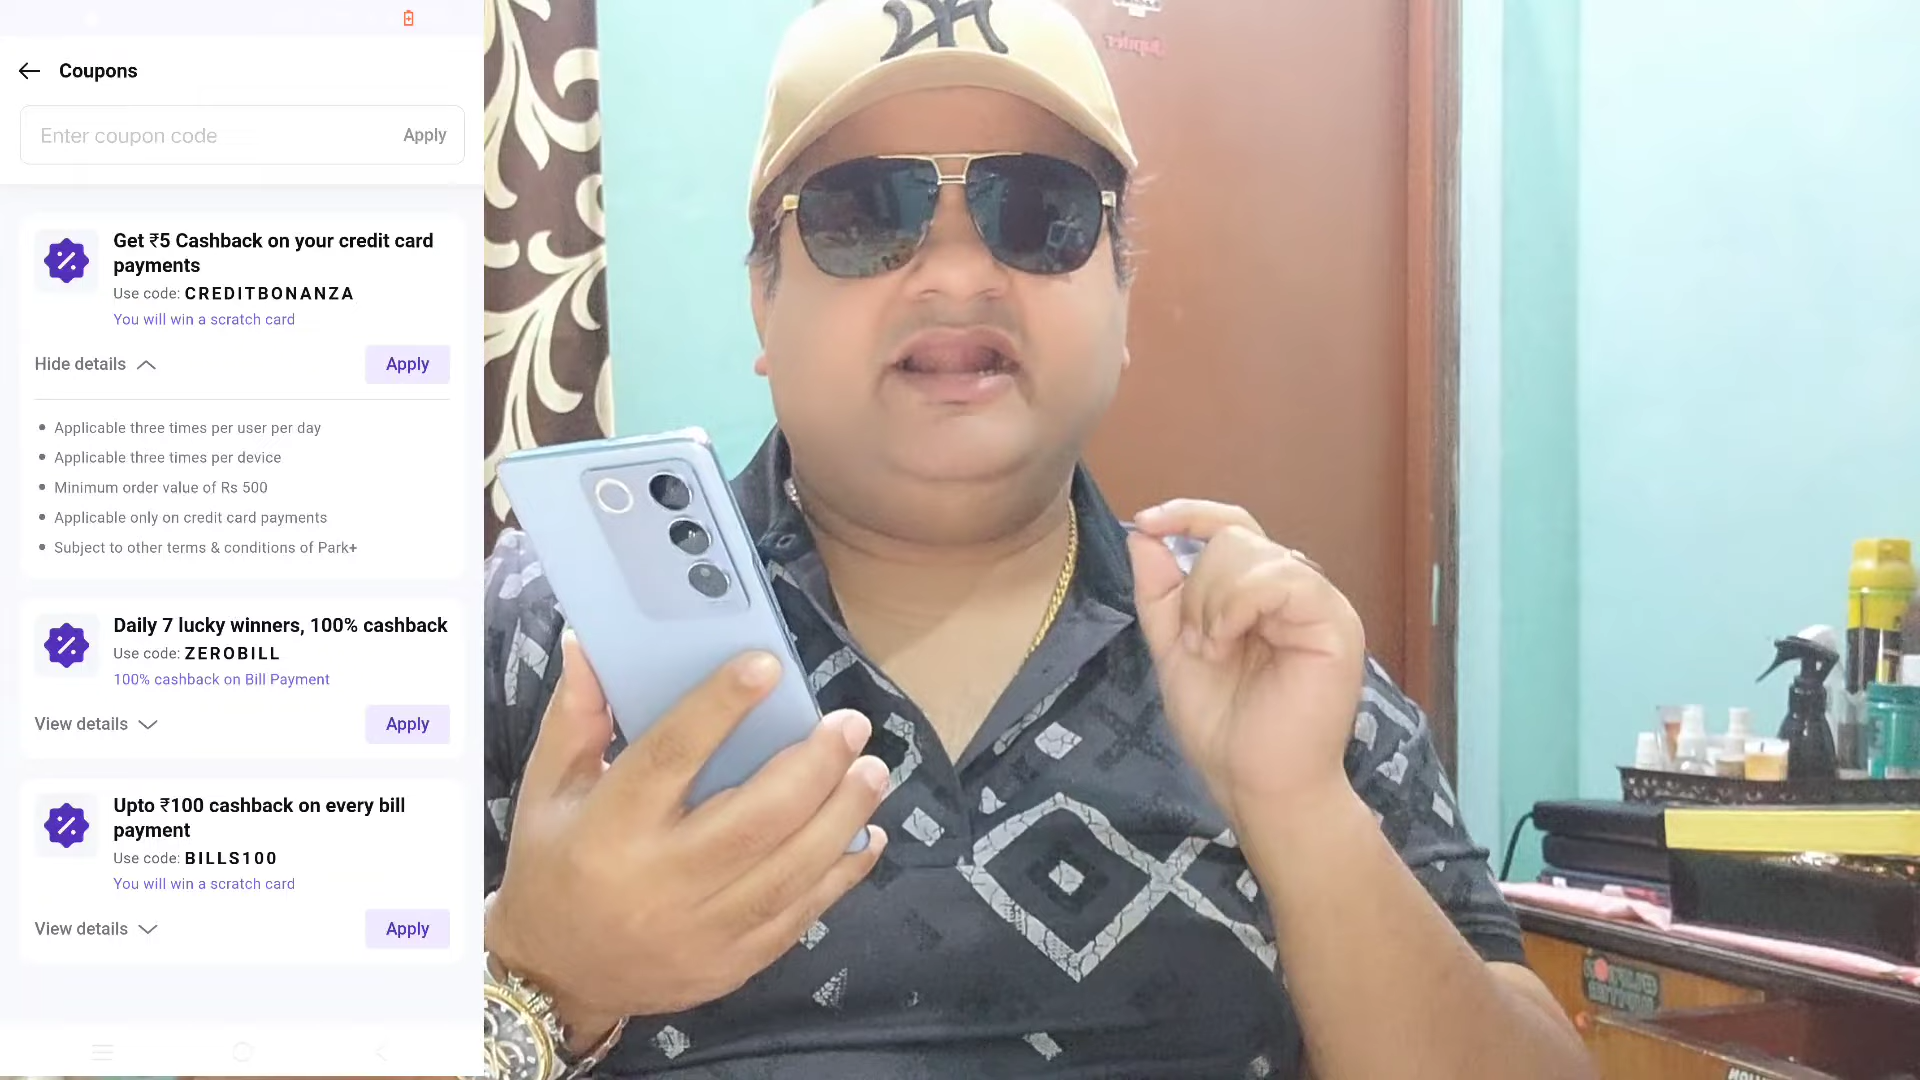 Coupons
Enter coupon code
Apply
Get ₹5 Cashback on your credit card
payments
Use code: CREDITBONANZA
You will win a scratch card
Hide details
Apply
Applicable three times per user per day
Applicable three times per device
Minimum order value of Rs 500
Applicable only on credit card payments
Subject to other terms & conditions of Park+
Daily 7 lucky winners, 100% cashback
Use code: ZEROBILL
100% cashback on Bill Payment
View details
Apply
Upto ₹100 cashback on every bill
payment
Use code: BILLS100
You will win a scratch card
View details
Apply
Jupiter